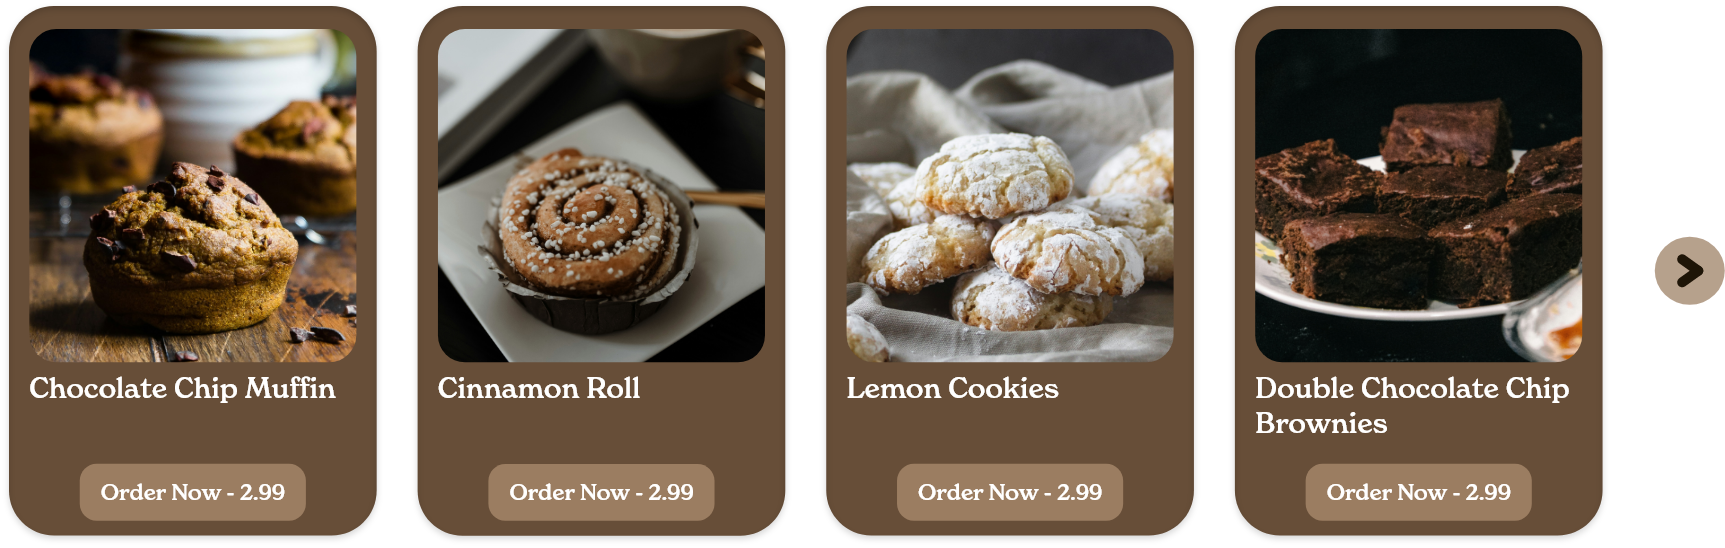 Chocolate Chip Muffin
Order Now - 2.99
Cinnamon Roll
Order Now - 2.99
Lemon Cookies
Order Now - 2.99
Double Chocolate Chip
Brownies
Order Now - 2.99